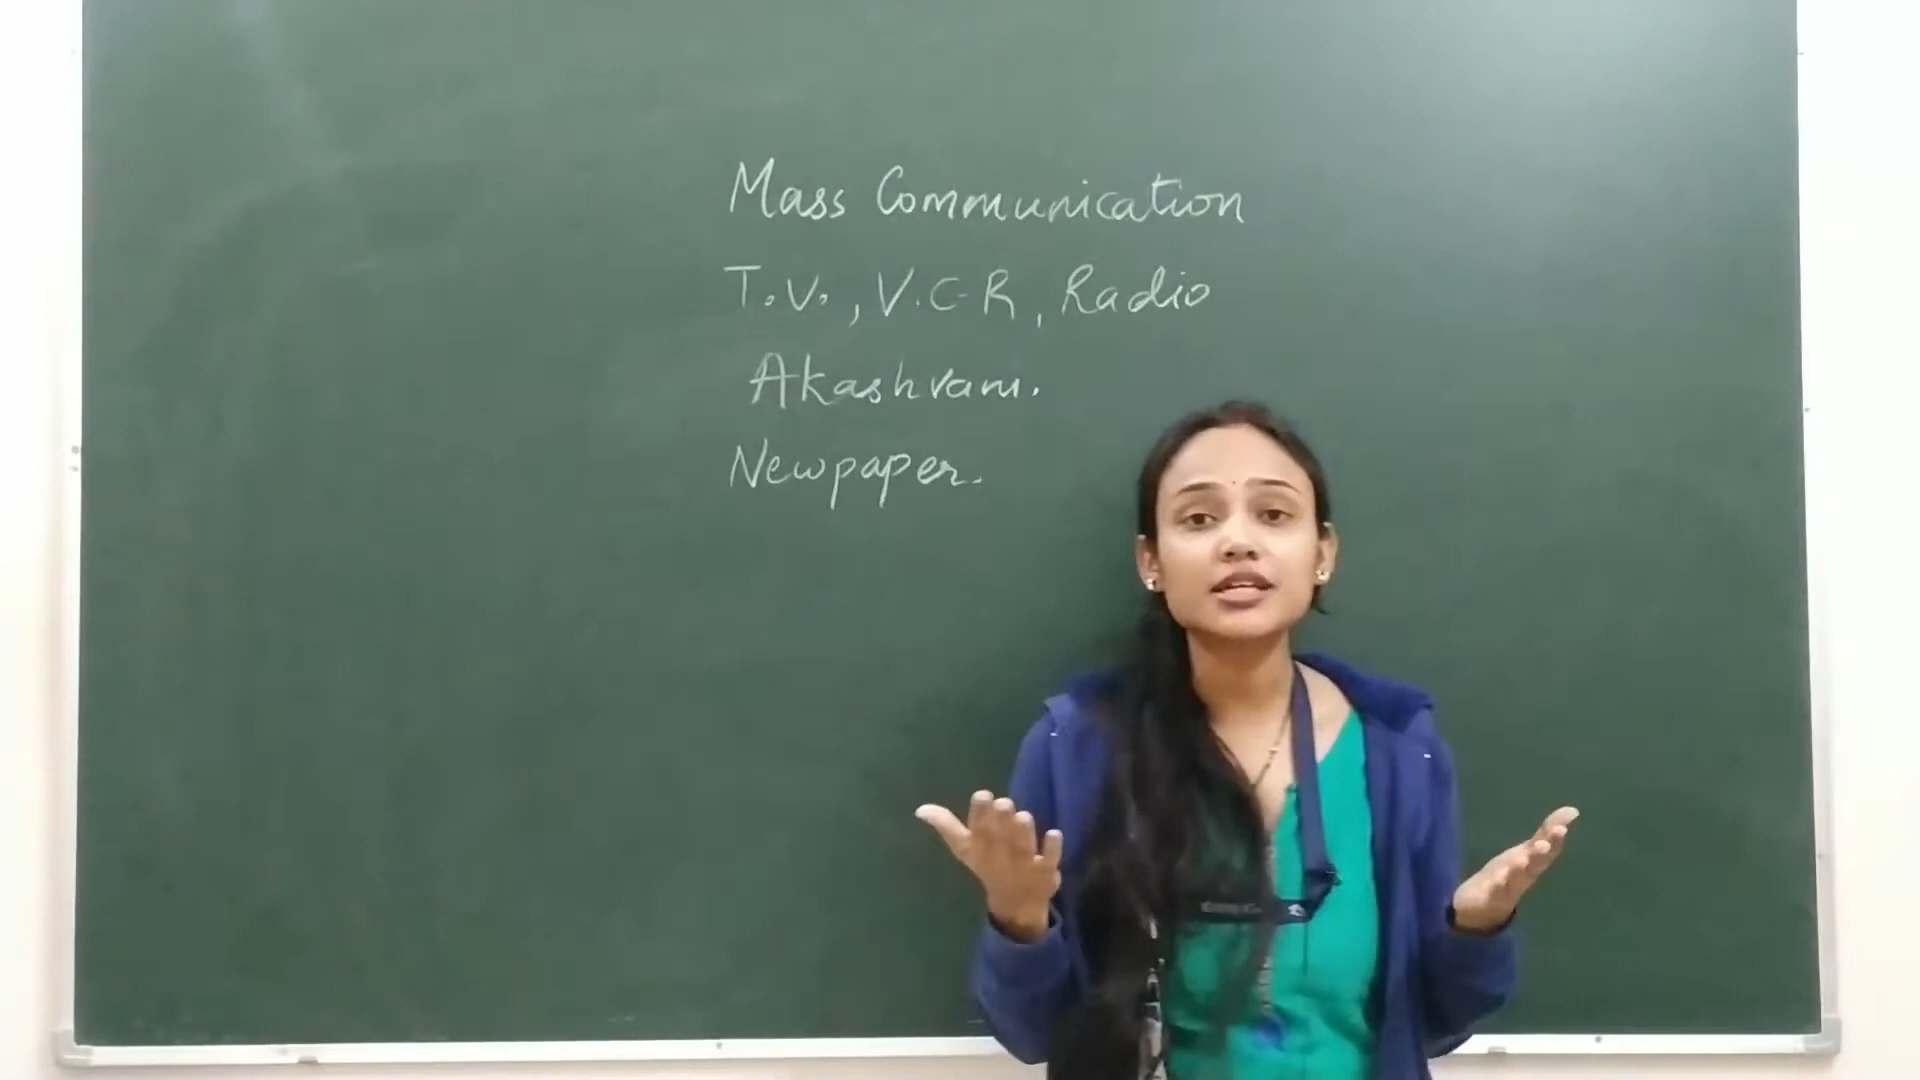 Mass Communication
T.V., V.C.R, Radio
Akashvani.
Newpaper.